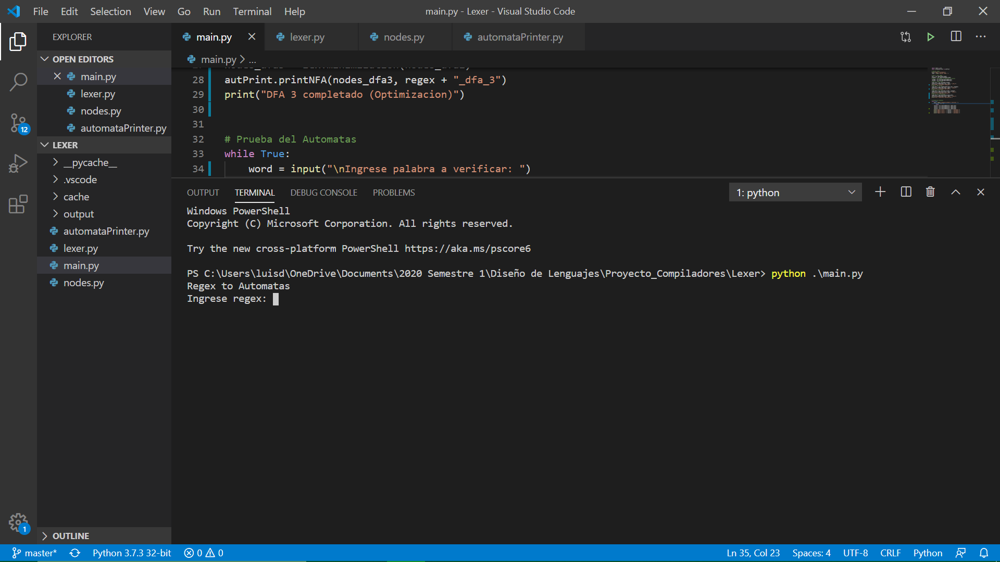 File Edit Selection View Go Run Terminal Help
main.py - Lexer - Visual Studio Code
EXPLORER
OPEN EDITORS
main.py
lexer.py
nodes.py
automataPrinter.py
LEXER
__pycache__
.vscode
cache
output
automataPrinter.py
lexer.py
main.py
nodes.py
OUTLINE
12
1
main.py lexer.py nodes.py automataPrinter.py
main.py > ...
28 autPrint.printNFA(nodes_dfa3, regex + "_dfa_3")
29 print("DFA 3 completado (Optimizacion)")
30
31
32 # Prueba del Automatas
33 while True:
34 word = input("\nIngrese palabra a verificar: ")
OUTPUT TERMINAL DEBUG CONSOLE PROBLEMS
1: python
Windows PowerShell
Copyright (C) Microsoft Corporation. All rights reserved.
Try the new cross-platform PowerShell https://aka.ms/pscore6
PS C:\Users\luisd\OneDrive\Documents\2020 Semestre 1\Diseño de Lenguajes\Proyecto_Compiladores\Lexer> python .\main.py
Regex to Automatas
Ingrese regex:
master* Python 3.7.3 32-bit 0 0
Ln 35, Col 23 Spaces: 4 UTF-8 CRLF Python